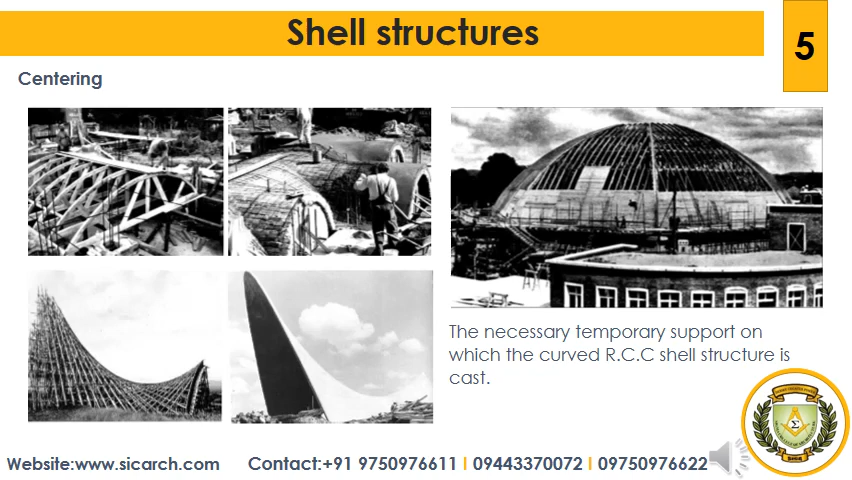 Shell structures
5
Centering
The necessary temporary support on
which the curved R.C.C shell structure is
cast.
Website:www.sicarch.com Contact:+91 9750976611 I 09443370072 I 09750976622